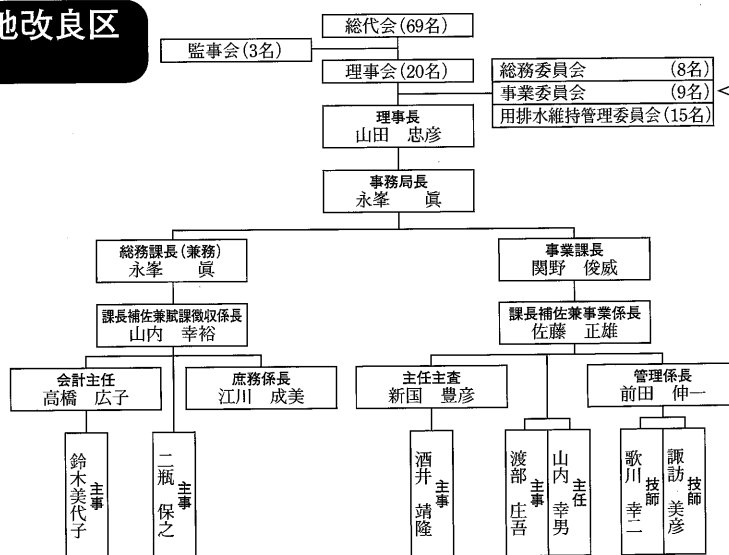 地改良区
総代会(69名)
監事会(3名)
理事会(20名)
総務委員会 (8名)
事業委員会 (9名)
用排水維持管理委員会(15名)
理事長
山田 忠彦
事務局長
永峯 眞
総務課長(兼務)
永峯 眞
事業課長
関野 俊威
課長補佐兼賦課徴収係長
山内 幸裕
課長補佐兼事業係長
佐藤 正雄
会計主任
高橋 広子
庶務係長
江川 成美
主任主査
新国 豊彦
管理係長
前田 伸一
主事
鈴木美代子
主事
二瓶 保之
主事
酒井 靖隆
主事
渡部 庄吾
主任
山内 幸男
技師
歌川 幸二
技師
諏訪 美彦